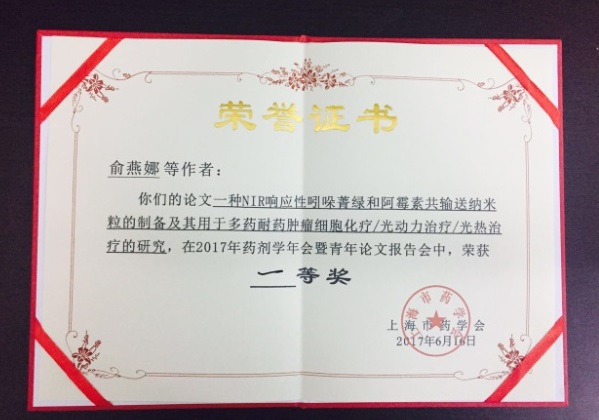 荣誉证书
俞燕娜等作者：
你们的论文一种NIR响应性吲哚菁绿和阿霉素共输送纳米
粒的制备及其用于多药耐药肿瘤细胞化疗/光动力治疗/光热治
疗的研究，在2017年药剂学年会暨青年论文报告会中，荣获
一等奖
上海市药学会
上海市药学会
2017年6月16日